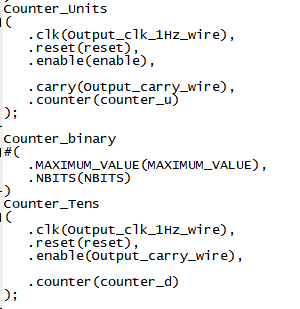 Counter_Units
(
.clk(Output_clk_1Hz_wire),
.reset(reset),
.enable(enable),
.carry(Output_carry_wire),
.counter(counter_u)
);
Counter_binary
#(
.MAXIMUM_VALUE(MAXIMUM_VALUE),
.NBITS(NBITS)
)
Counter_Tens
(
.clk(Output_clk_1Hz_wire),
.reset(reset),
.enable(Output_carry_wire),
.counter(counter_d)
);